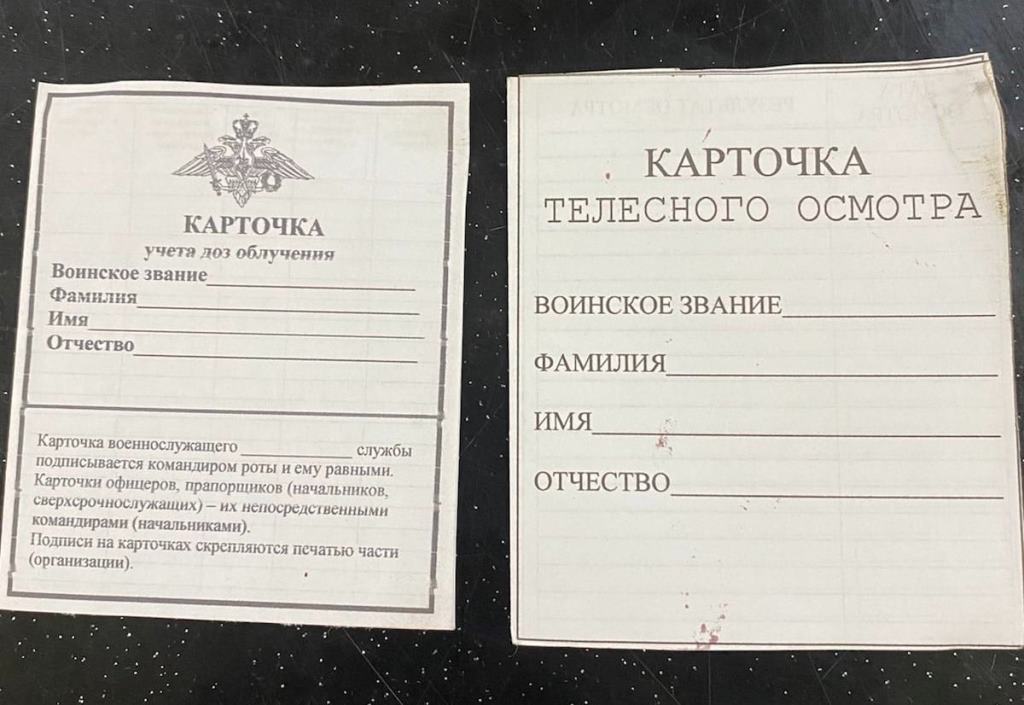 КАРТОЧКА
учета доз облучения
Воинское звание
Фамилия
Имя
Отчество
Карточка военнослужащего ____________ службы
подписывается командиром роты и ему равными.
Карточки офицеров, прапорщиков (начальников,
сверхсрочнослужащих) – их непосредственными
командирами (начальниками).
Подписи на карточках скрепляются печатью части
(организации).
КАРТОЧКА
ТЕЛЕСНОГО ОСМОТРА
ВОИНСКОЕ ЗВАНИЕ
ФАМИЛИЯ
ИМЯ
ОТЧЕСТВО